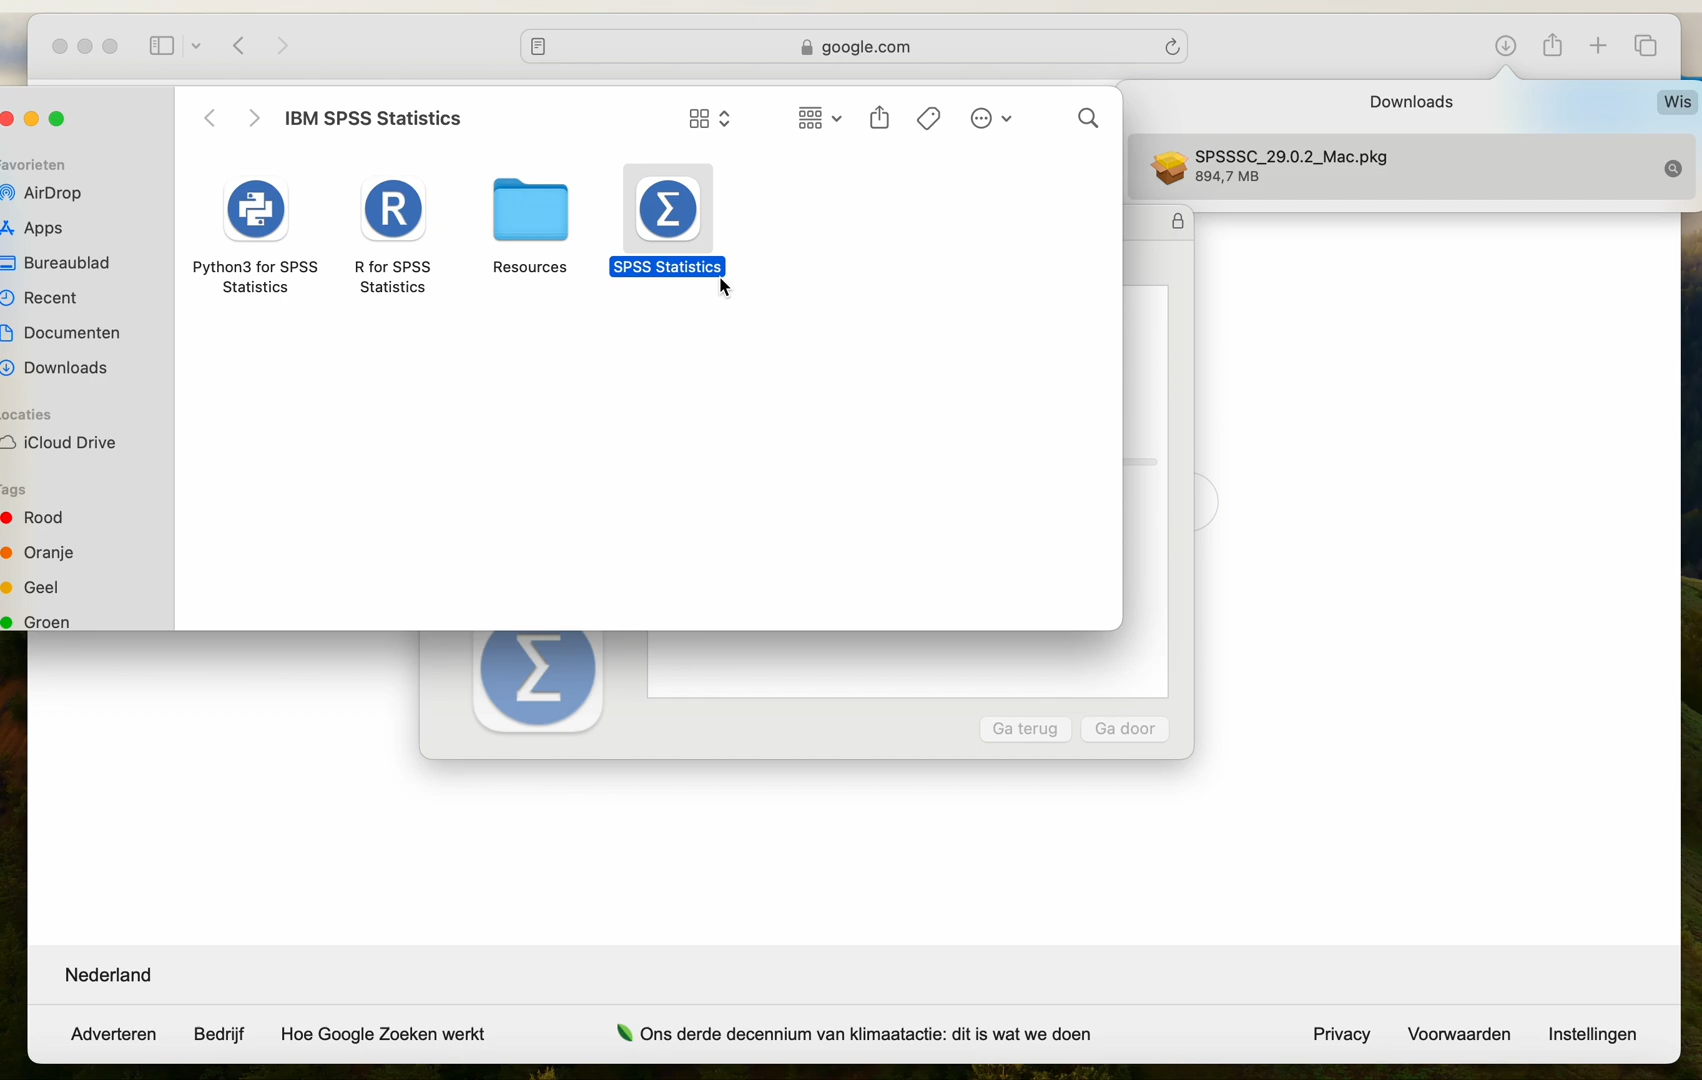 google.com
IBM SPSS Statistics
Downloads
Wis
SPSSSC_29.0.2_Mac.pkg
894,7 MB
avorieten
AirDrop
Apps
Bureaublad
Recent
Documenten
Downloads
ocaties
iCloud Drive
ags
Rood
Oranje
Geel
Groen
Python3 for SPSS
Statistics
R
R for SPSS
Statistics
Resources
Σ
SPSS Statistics
Σ
Ga terug
Ga door
Nederland
Adverteren
Bedrijf
Hoe Google Zoeken werkt
Ons derde decennium van klimaatactie: dit is wat we doen
Privacy
Voorwaarden
Instellingen